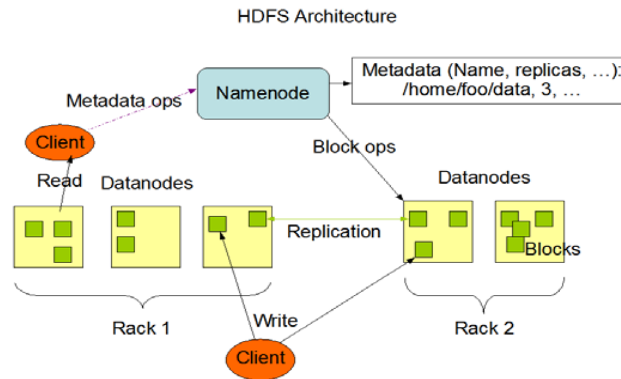 HDFS Architecture
Metadata (Name, replicas, …):
/home/foo/data, 3, …
Namenode
Metadata ops
Client
Block ops
Read
Datanodes
Datanodes
Replication
Blocks
Rack 1
Write
Rack 2
Client